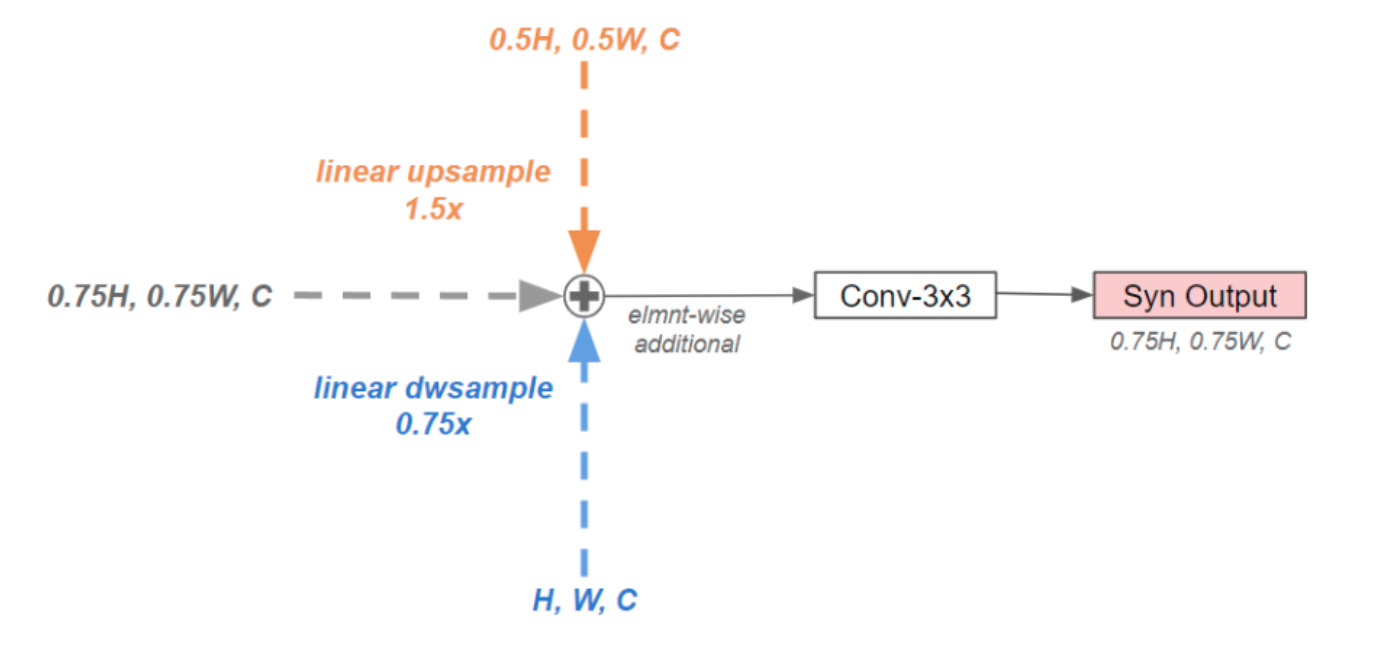 0.5H, 0.5W, C
linear upsample
1.5x
0.75H, 0.75W, C
elmnt-wise
additional
Conv-3x3
Syn Output
0.75H, 0.75W, C
linear dwsample
0.75x
H, W, C